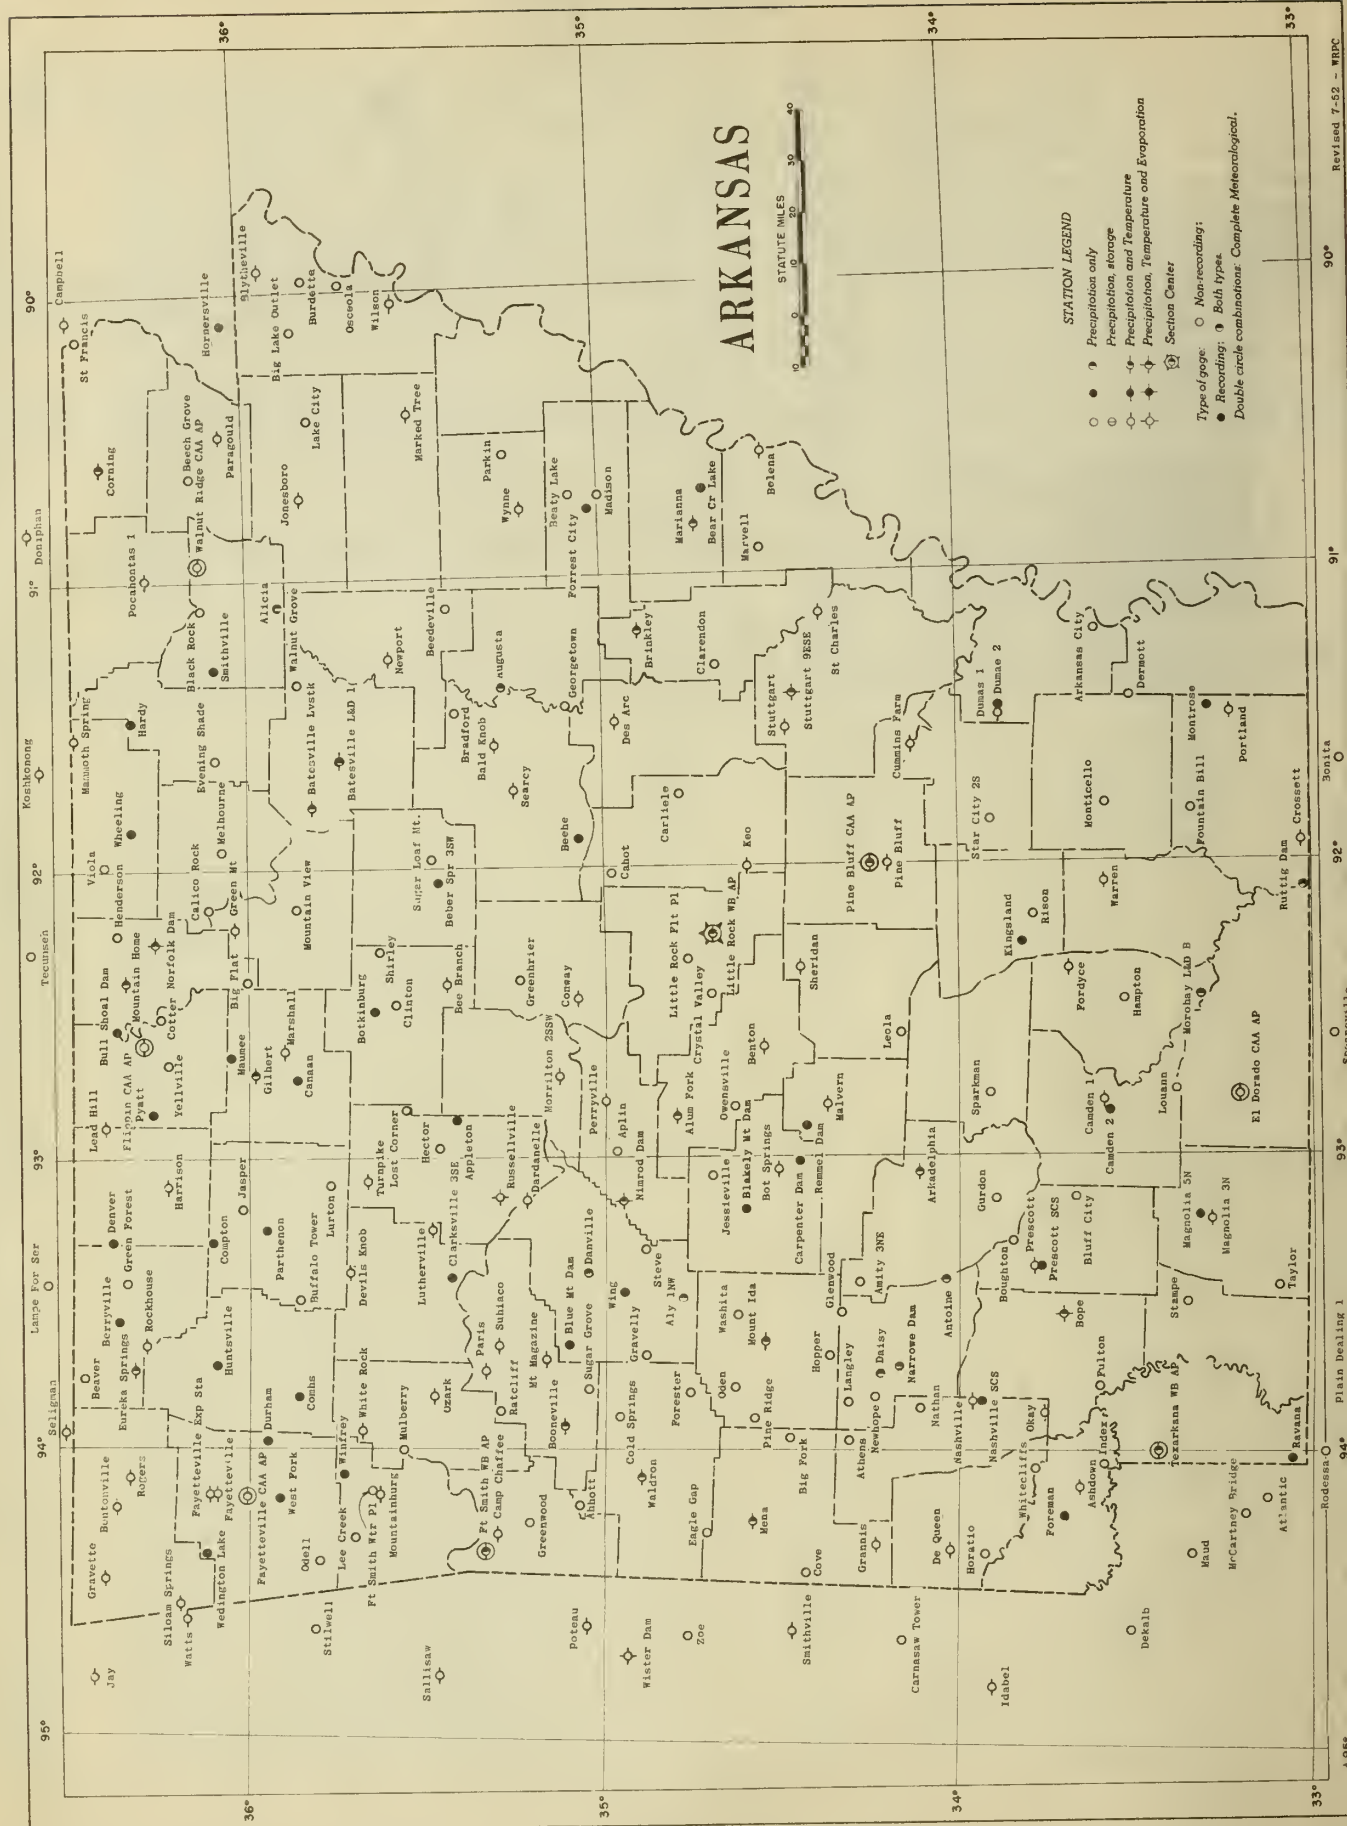 ARKANSAS
STATUTE MILES
10 0 10 20 30 40
STATION LEGEND
Precipitation only
Precipitation, storage
Precipitation and Temperature
Precipitation, Temperature and Evaporation
Section Center
Type of gage: Non-recording;
Recording; Both types.
Double circle combinations: Complete Meteorological.
Revised 7-52 - WRPC
95°
94°
93°
92°
91°
90°
36°
35°
34°
33°
36°
35°
34°
33°
94°
92°
91°
90°
Seligman
Lampe For Ser
Tecumseh
Koshkonong
Doniphan
Campbell
Jay
Gravette
Bentonville
Rogers
Beaver
Eureka Springs
Berryville
Rockhouse
Denver
Green Forest
Harrison
Lead Hill
Flippin CAA AP
Pyatt
Yellville
Bull Shoal Dam
Mountain Home
Cotter
Norfolk Dam
Henderson
Viola
Wheeling
Mammoth Spring
Hardy
Evening Shade
Calico Rock
Melbourne
Green Mt
Big Flat
Black Rock
Smithville
Pocahontas 1
Walnut Ridge CAA AP
Corning
Beech Grove
Paragould
St Francis
Hornersville
Blytheville
Big Lake Outlet
Burdette
Osceola
Wilson
Siloam Springs
Watts
Wedington Lake
Fayetteville Exp Sta
Fayetteville
Fayetteville CAA AP
West Fork
Durham
Combs
Huntsville
Compton
Jasper
Parthenon
Buffalo Tower
Lurton
Devils Knob
Maumee
Gilbert
Marshall
Canaan
Mountain View
Batesville Lvstk
Batesville L&D 1
Walnut Grove
Alicia
Newport
Jonesboro
Lake City
Marked Tree
Stilwell
Odell
Lee Creek
Winfrey
White Rock
Ft Smith Wtr Pl
Mountainburg
Mulberry
Ozark
Lutherville
Clarksville 3SE
Turnpike
Lost Corner
Hector
Appleton
Botkinburg
Shirley
Clinton
Bee Branch
Sugar Loaf Mt.
Heber Spr 3SW
Bradford
Bald Knob
Searcy
Beedeville
Augusta
Georgetown
Wynne
Parkin
Beaty Lake
Forrest City
Madison
Sallisaw
Ft Smith WB AP
Camp Chaffee
Greenwood
Ratcliff
Paris
Subiaco
Mt Magazine
Booneville
Blue Mt Dam
Sugar Grove
Danville
Russellville
Dardanelle
Morrilton 2SSW
Perryville
Conway
Greenbrier
Beebe
Cabot
Des Arc
Brinkley
Poteau
Wister Dam
Abbott
Waldron
Cold Springs
Gravelly
Wing
Steve
Nimrod Dam
Aplin
Aly 1NW
Forester
Zoe
Eagle Gap
Mena
Pine Ridge
Oden
Washita
Mount Ida
Jessieville
Blakely Mt Dam
Hot Springs
Alum Fork
Owensville
Crystal Valley
Benton
Little Rock Flt Pl
Little Rock WB AP
Keo
Carlisle
Clarendon
Marianna
Bear Cr Lake
Marvell
Helena
Stuttgart
Stuttgart 9ESE
St Charles
Smithville
Cove
Big Fork
Athens
Langley
Hopper
Glenwood
Amity 3NE
Carpenter Dam
Remmel Dam
Malvern
Sheridan
Pine Bluff CAA AP
Pine Bluff
Cummins Farm
Carnasaw Tower
Grannis
Newhope
Daisy
Narrows Dam
Nathan
Antoine
Arkadelphia
Leola
Sparkman
Gurdon
Kingsland
Rison
Star City 2S
Dumas 1
Dumas 2
Idabel
De Queen
Horatio
Whitecliffs
Nashville
Nashville SCS
Okay
Boughton
Prescott
Prescott SCS
Bluff City
Hope
Fulton
Index
Ashdown
Foreman
Camden 1
Camden 2
Fordyce
Hampton
Warren
Monticello
Arkansas City
Dermott
Dekalb
Texarkana WB AP
Maud
McCartney Bridge
Atlantic
Ravana
Stampe
Taylor
Magnolia 5N
Magnolia 3N
Louann
Morobay L&D 8
El Dorado CAA AP
Huttig Dam
Crossett
Fountain Hill
Montrose
Portland
Rodessa
Plain Dealing 1
Bonita